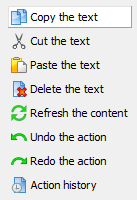 Copy the text
Cut the text
Paste the text
Delete the text
Refresh the content
Undo the action
Redo the action
Action history